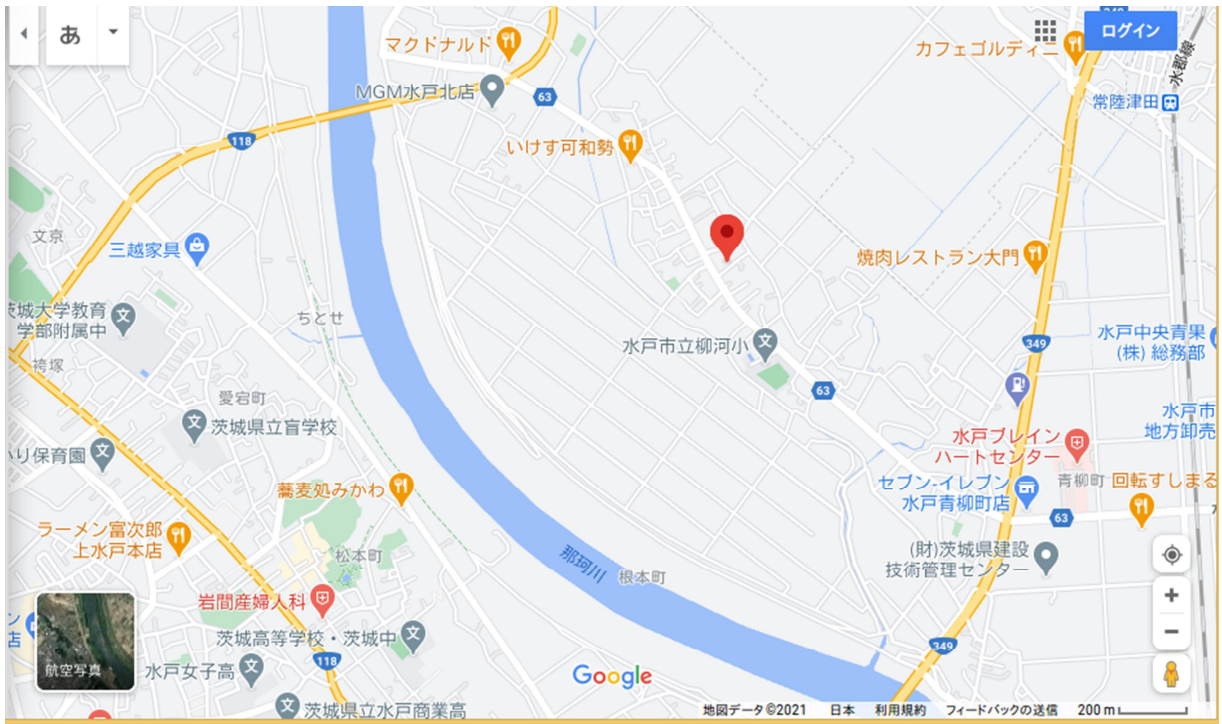 あ
マクドナルド
MGM水戸北店
63
118
いけす可和勢
カフェゴルディニ
349
ログイン
水郡線
常陸津田
文京
三越家具
焼肉レストラン大門
茨城大学教育
学部附属中
ちとせ
水戸市立柳河小
349
水戸中央青果
(株) 総務部
袴塚
愛宕町
63
茨城県立盲学校
水戸市
地方卸売
水戸ブレイン
ハートセンター
り保育園
蕎麦処みかわ
セブン-イレブン
水戸青柳町店
青柳町
回転すしまる
63
ラーメン富次郎
上水戸本店
松本町
那珂川
根本町
(財)茨城県建設
技術管理センター
岩間産婦人科
茨城高等学校・茨城中
349
118
航空写真
水戸女子高
茨城県立水戸商業高
Google
地図データ ©2021 日本 利用規約 フィードバックの送信 200 m